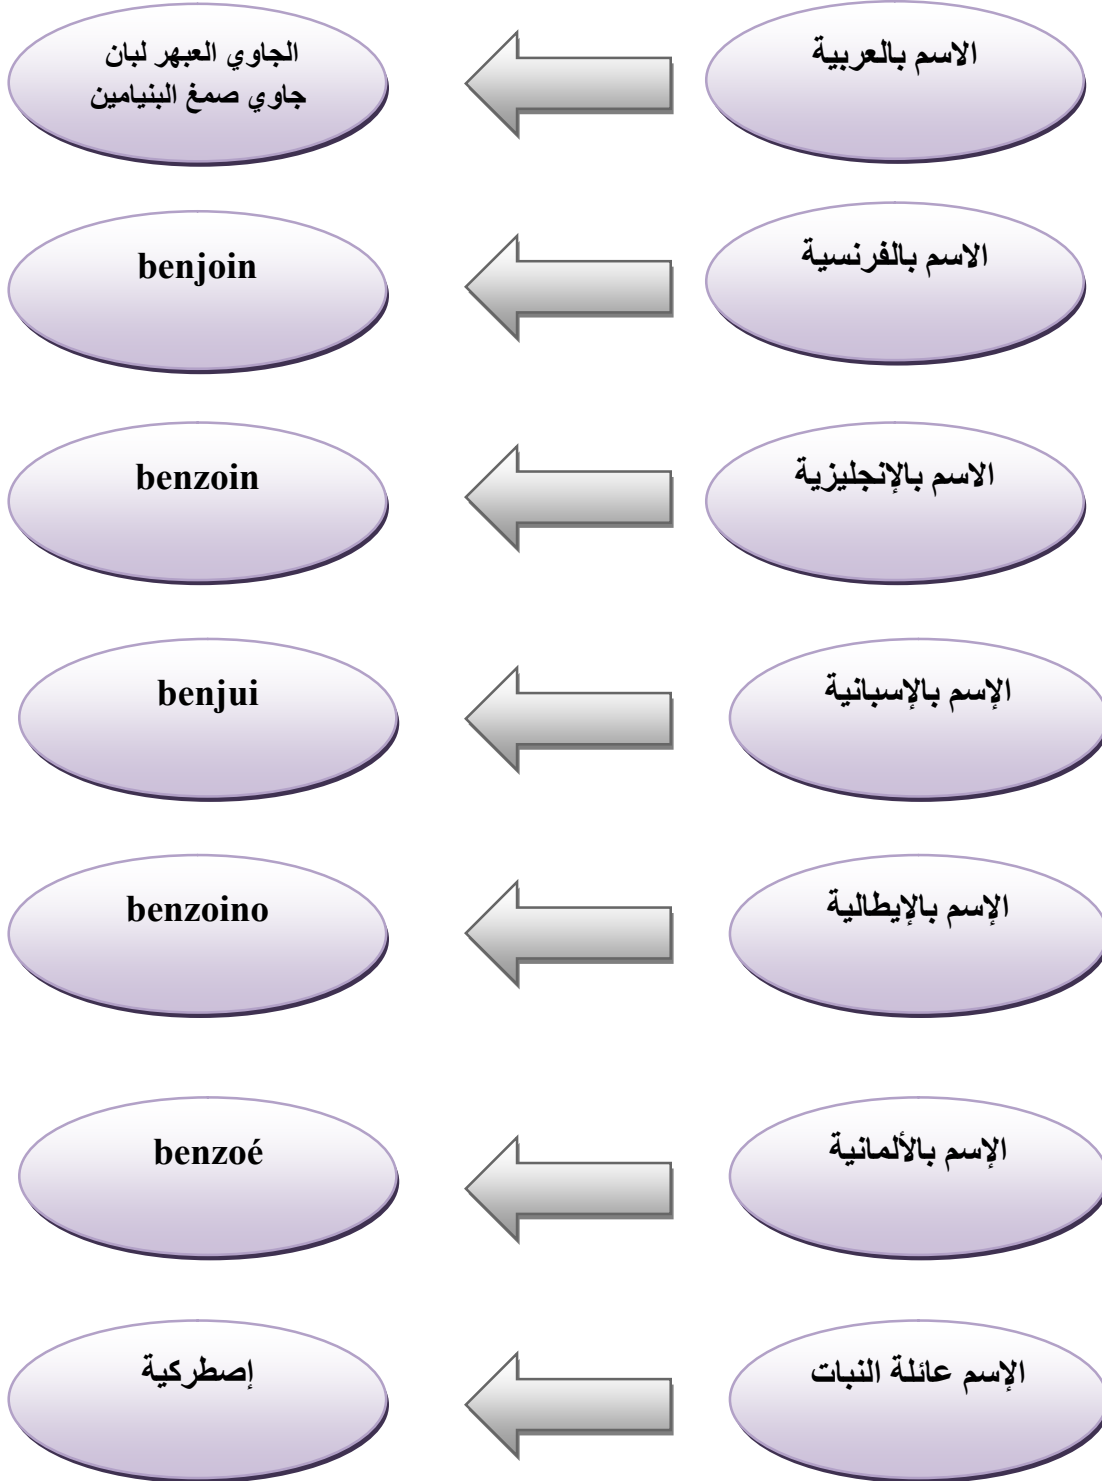 الاسم بالعربية
الجاوي العبهر لبان
جاوي صمغ البنيامين
الاسم بالفرنسية
benjoin
الاسم بالإنجليزية
benzoin
الإسم بالإسبانية
benjui
الإسم بالإيطالية
benzoino
الإسم بالألمانية
benzoé
الإسم عائلة النبات
إصطركية